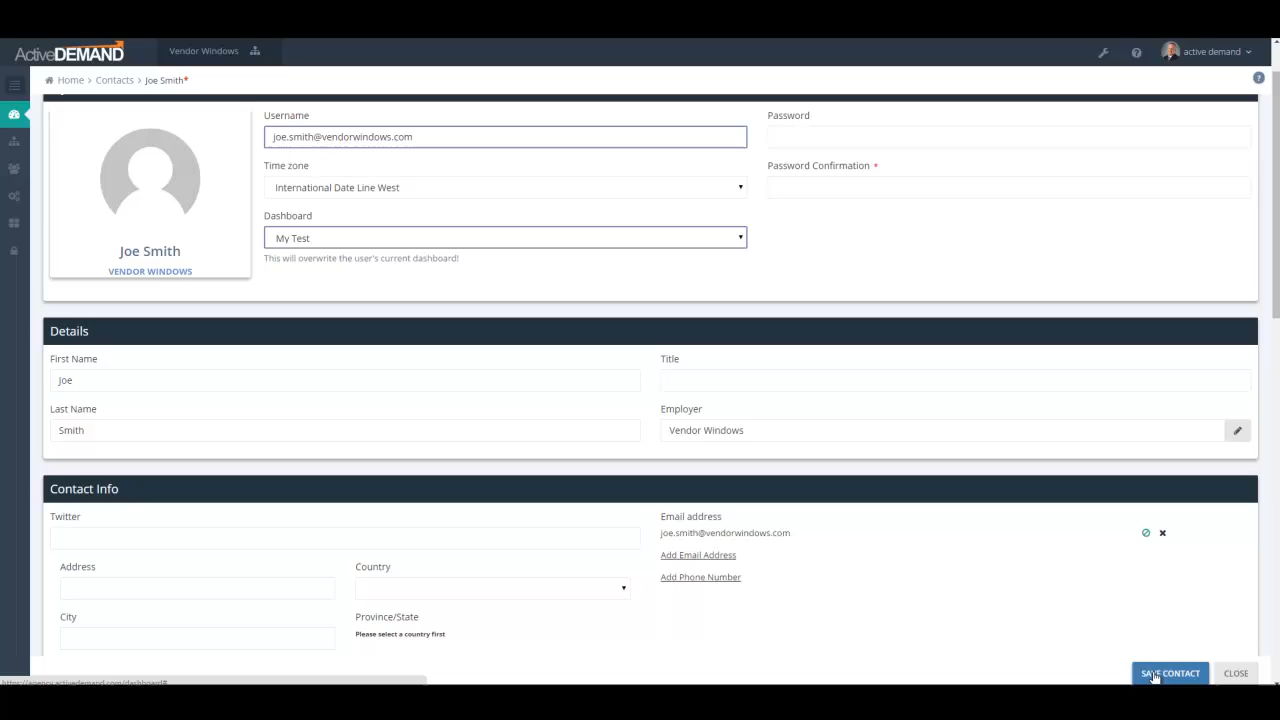 ActiveDEMAND
Vendor Windows
active demand
Home > Contacts > Joe Smith*
Username
Password
joe.smith@vendorwindows.com
Time zone
Password Confirmation *
International Date Line West
Dashboard
My Test
This will overwrite the user's current dashboard!
Joe Smith
VENDOR WINDOWS
Details
First Name
Title
Joe
Last Name
Employer
Smith
Vendor Windows
Contact Info
Twitter
Email address
joe.smith@vendorwindows.com
Add Email Address
Address
Country
Add Phone Number
City
Province/State
Please select a country first
SAVE CONTACT
CLOSE
https://agency.activedemand.com/dashboard#